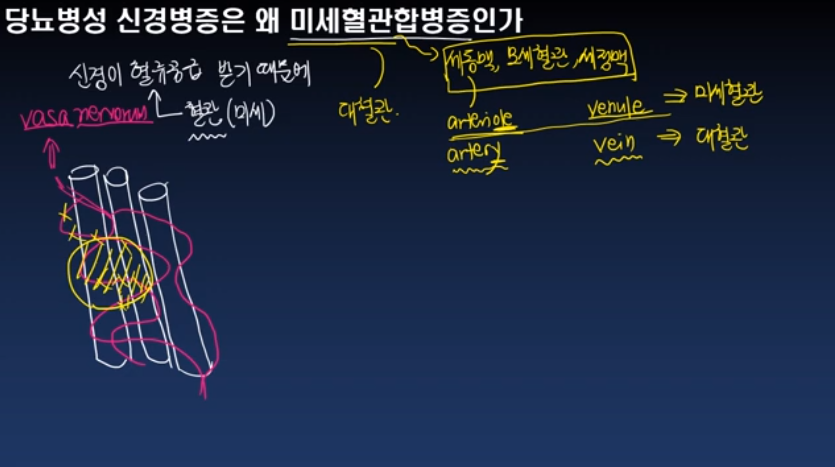 당뇨병성 신경병증은 왜 미세혈관합병증인가
신경이 혈류공급 받기 때문에
vasa nervorum
혈관 (미세)
대혈관.
세동맥, 모세혈관, 세정맥
arteriole venule ⇒ 미세혈관
artery vein ⇒ 대혈관